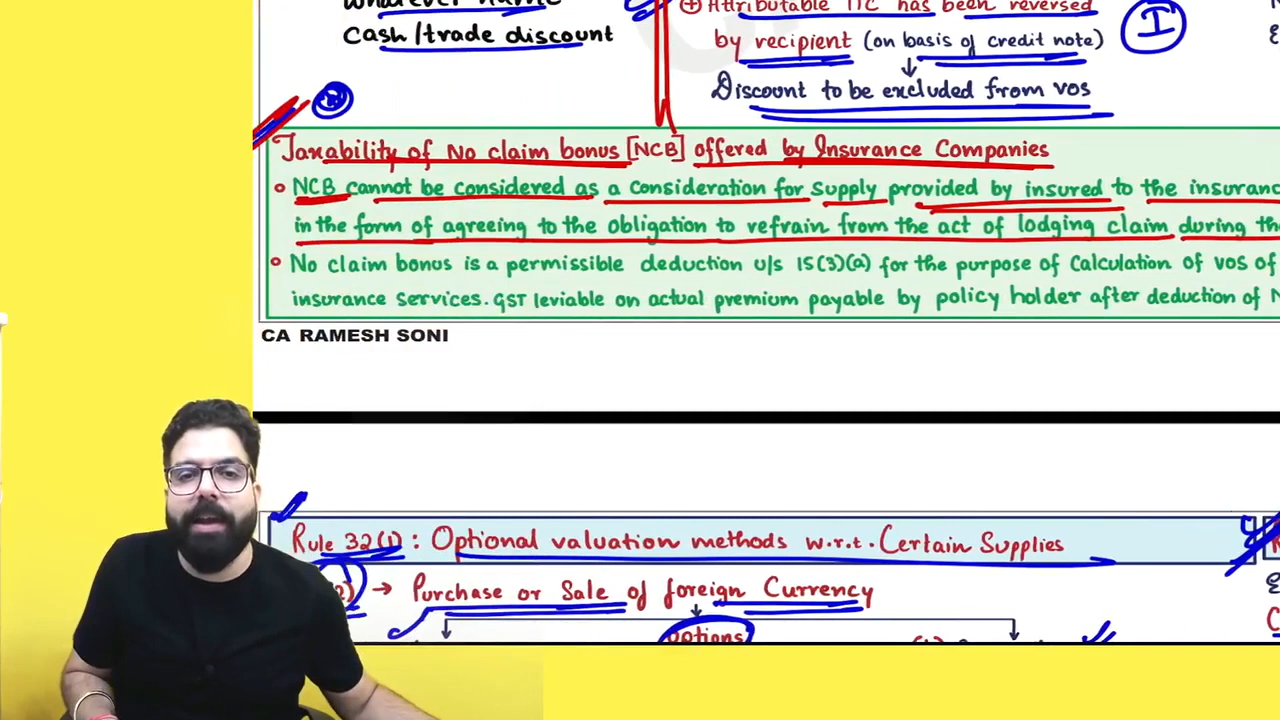 Cash/trade discount
⊕ Attributable ITC has been reversed
by recipient (on basis of credit note)
I
Discount to be excluded from VOS
Taxability of No claim bonus [NCB] offered by Insurance Companies
NCB cannot be considered as a consideration for supply provided by insured to the insuranc
in the form of agreeing to the obligation to refrain from the act of lodging claim during the
No claim bonus is a permissible deduction u/s 15(3)(a) for the purpose of calculation of VOS of
insurance services. GST leviable on actual premium payable by policy holder after deduction of N
CA RAMESH SONI
Rule 32(1) : Optional valuation methods w.r.t. Certain Supplies
→ Purchase or Sale of foreign Currency
Options